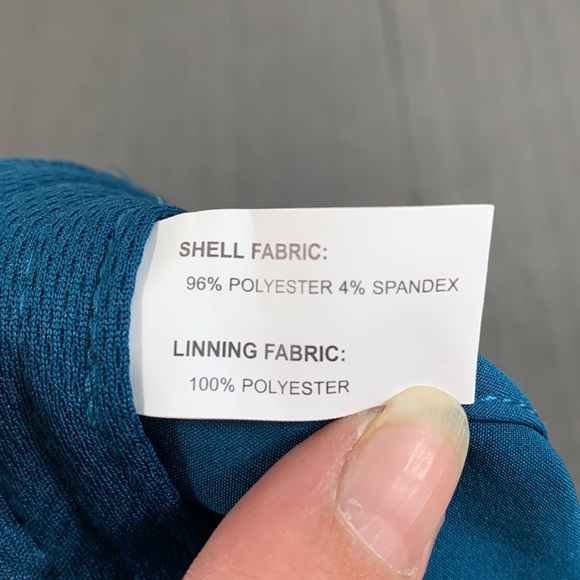 SHELL FABRIC:
96% POLYESTER 4% SPANDEX
LINNING FABRIC:
100% POLYESTER